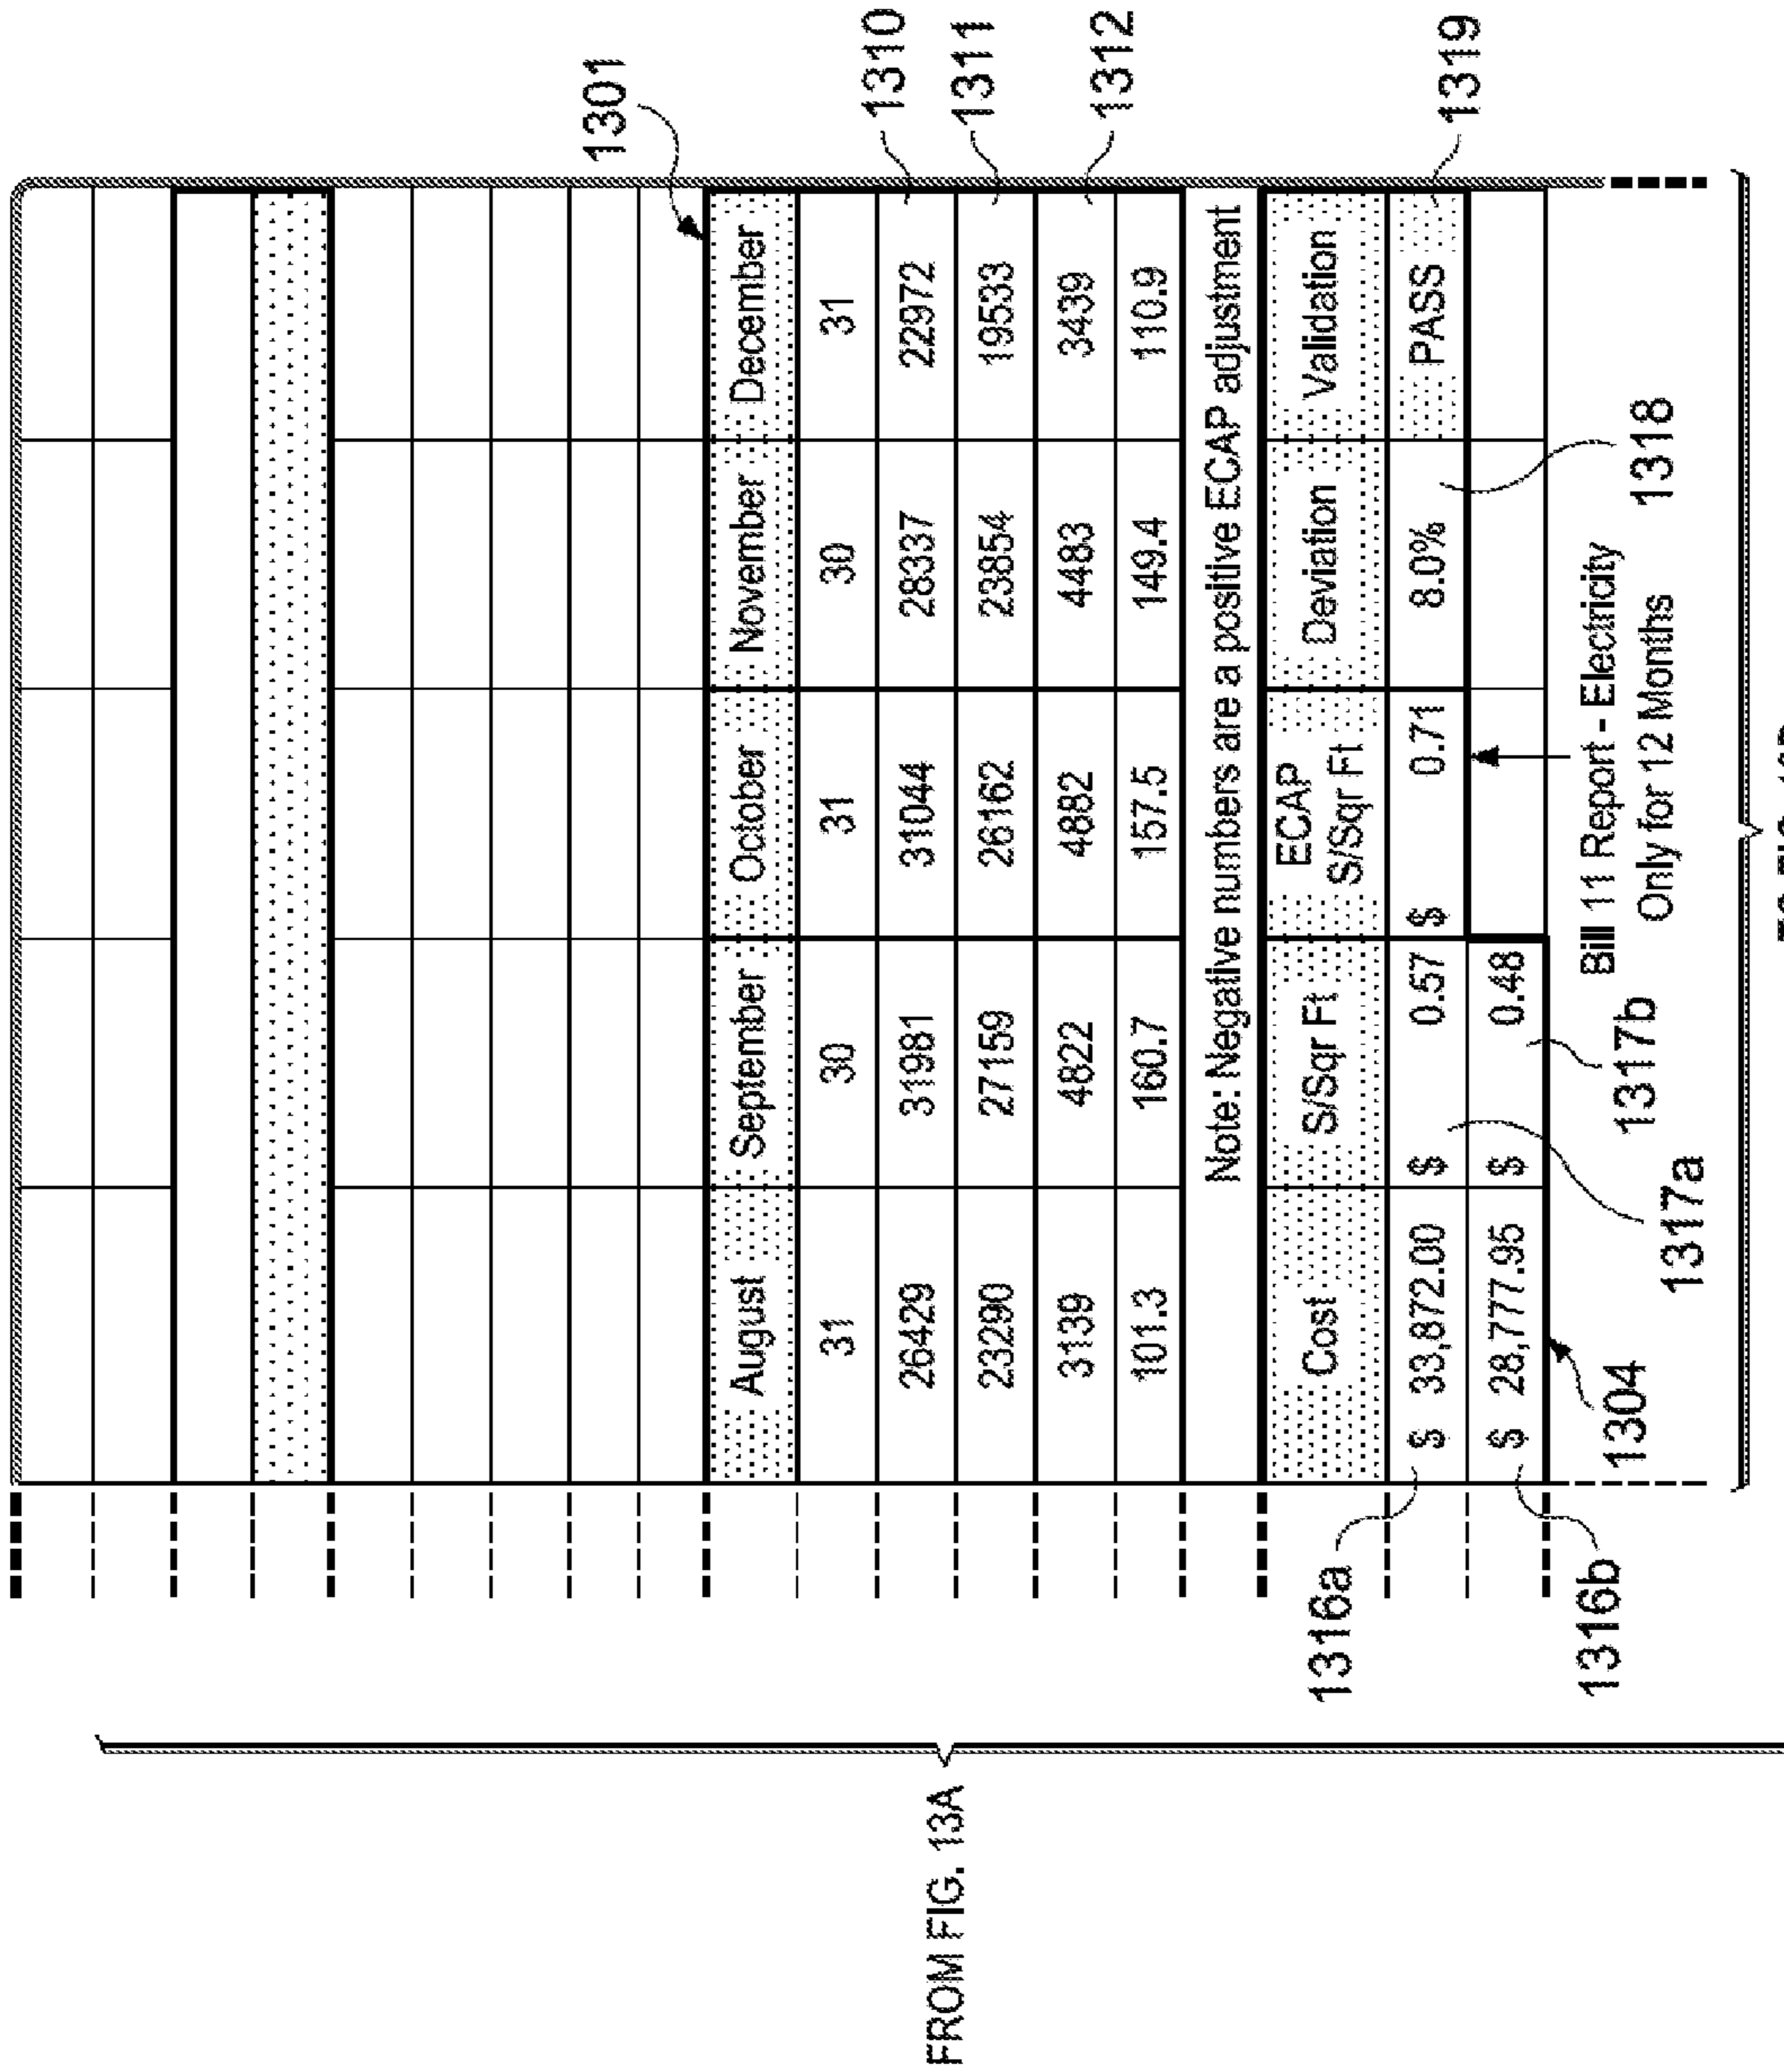 1301
August September October November December
31 30 31 30 31
26429 31981 31044 28337 22972 1310
23290 27159 26162 23854 19533 1311
3139 4822 4882 4483 3439 1312
101.3 160.7 157.5 149.4 110.9
Note: Negative numbers are a positive ECAP adjustment
Cost S/Sqr Ft ECAP S/Sqr Ft Deviation Validation
1316a $ 33,872.00 $ 0.57 $ 0.71 8.0% PASS 1319
1316b $ 28,777.95 $ 0.48
1304 1317a 1317b 1318
Bill 11 Report - Electricity
Only for 12 Months
FROM FIG. 13A